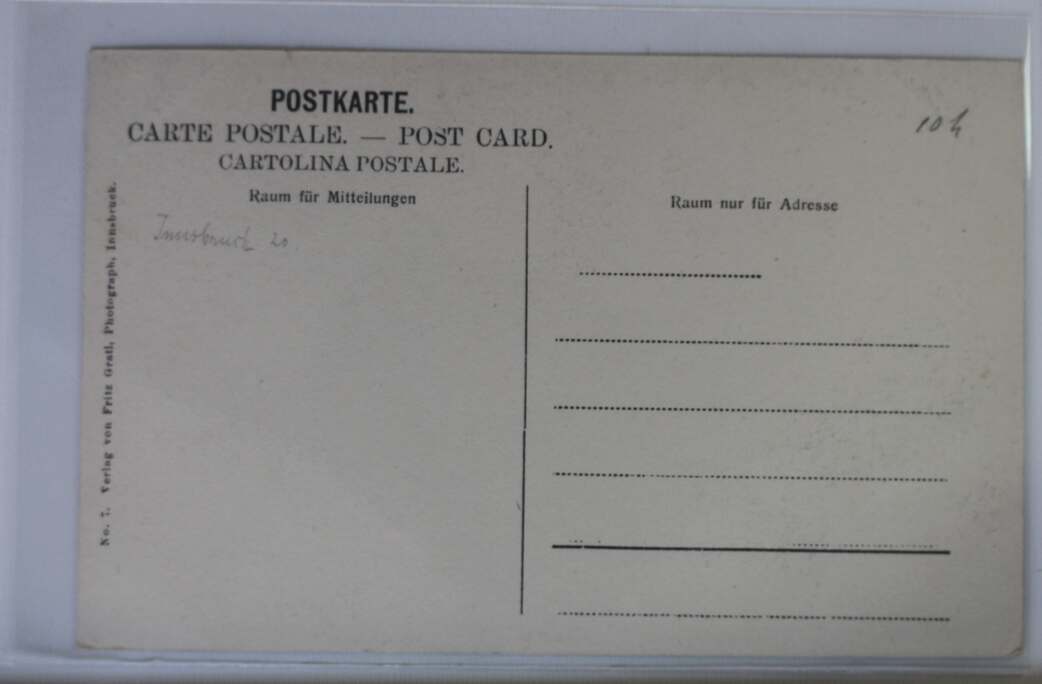 POSTKARTE.
CARTE POSTALE. — POST CARD.
CARTOLINA POSTALE.
Raum für Mitteilungen
Raum nur für Adresse
10 h
Innsbruck 20.
No. 7. Verlag von Fritz Gratl, Photograph, Innsbruck.